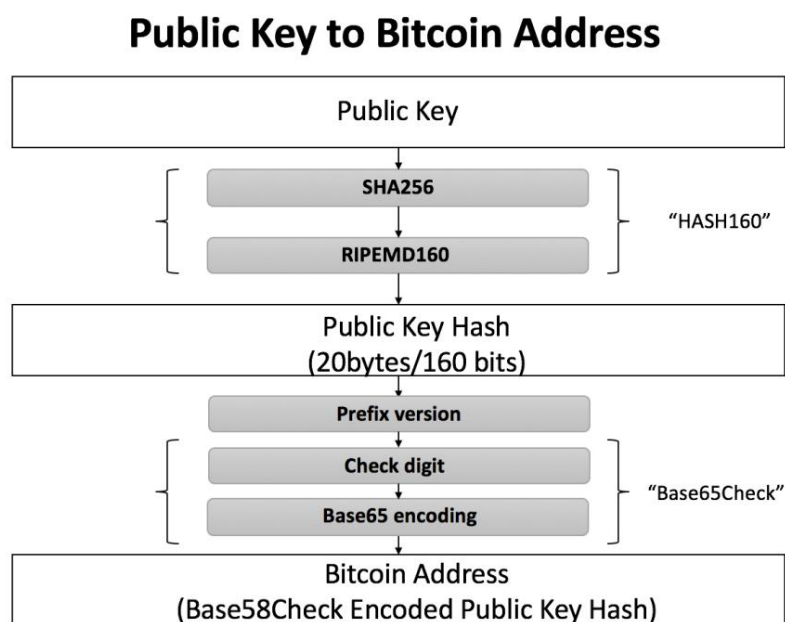 Public Key to Bitcoin Address
Public Key
SHA256
“HASH160”
RIPEMD160
Public Key Hash
(20bytes/160 bits)
Prefix version
Check digit
“Base65Check”
Base65 encoding
Bitcoin Address
(Base58Check Encoded Public Key Hash)